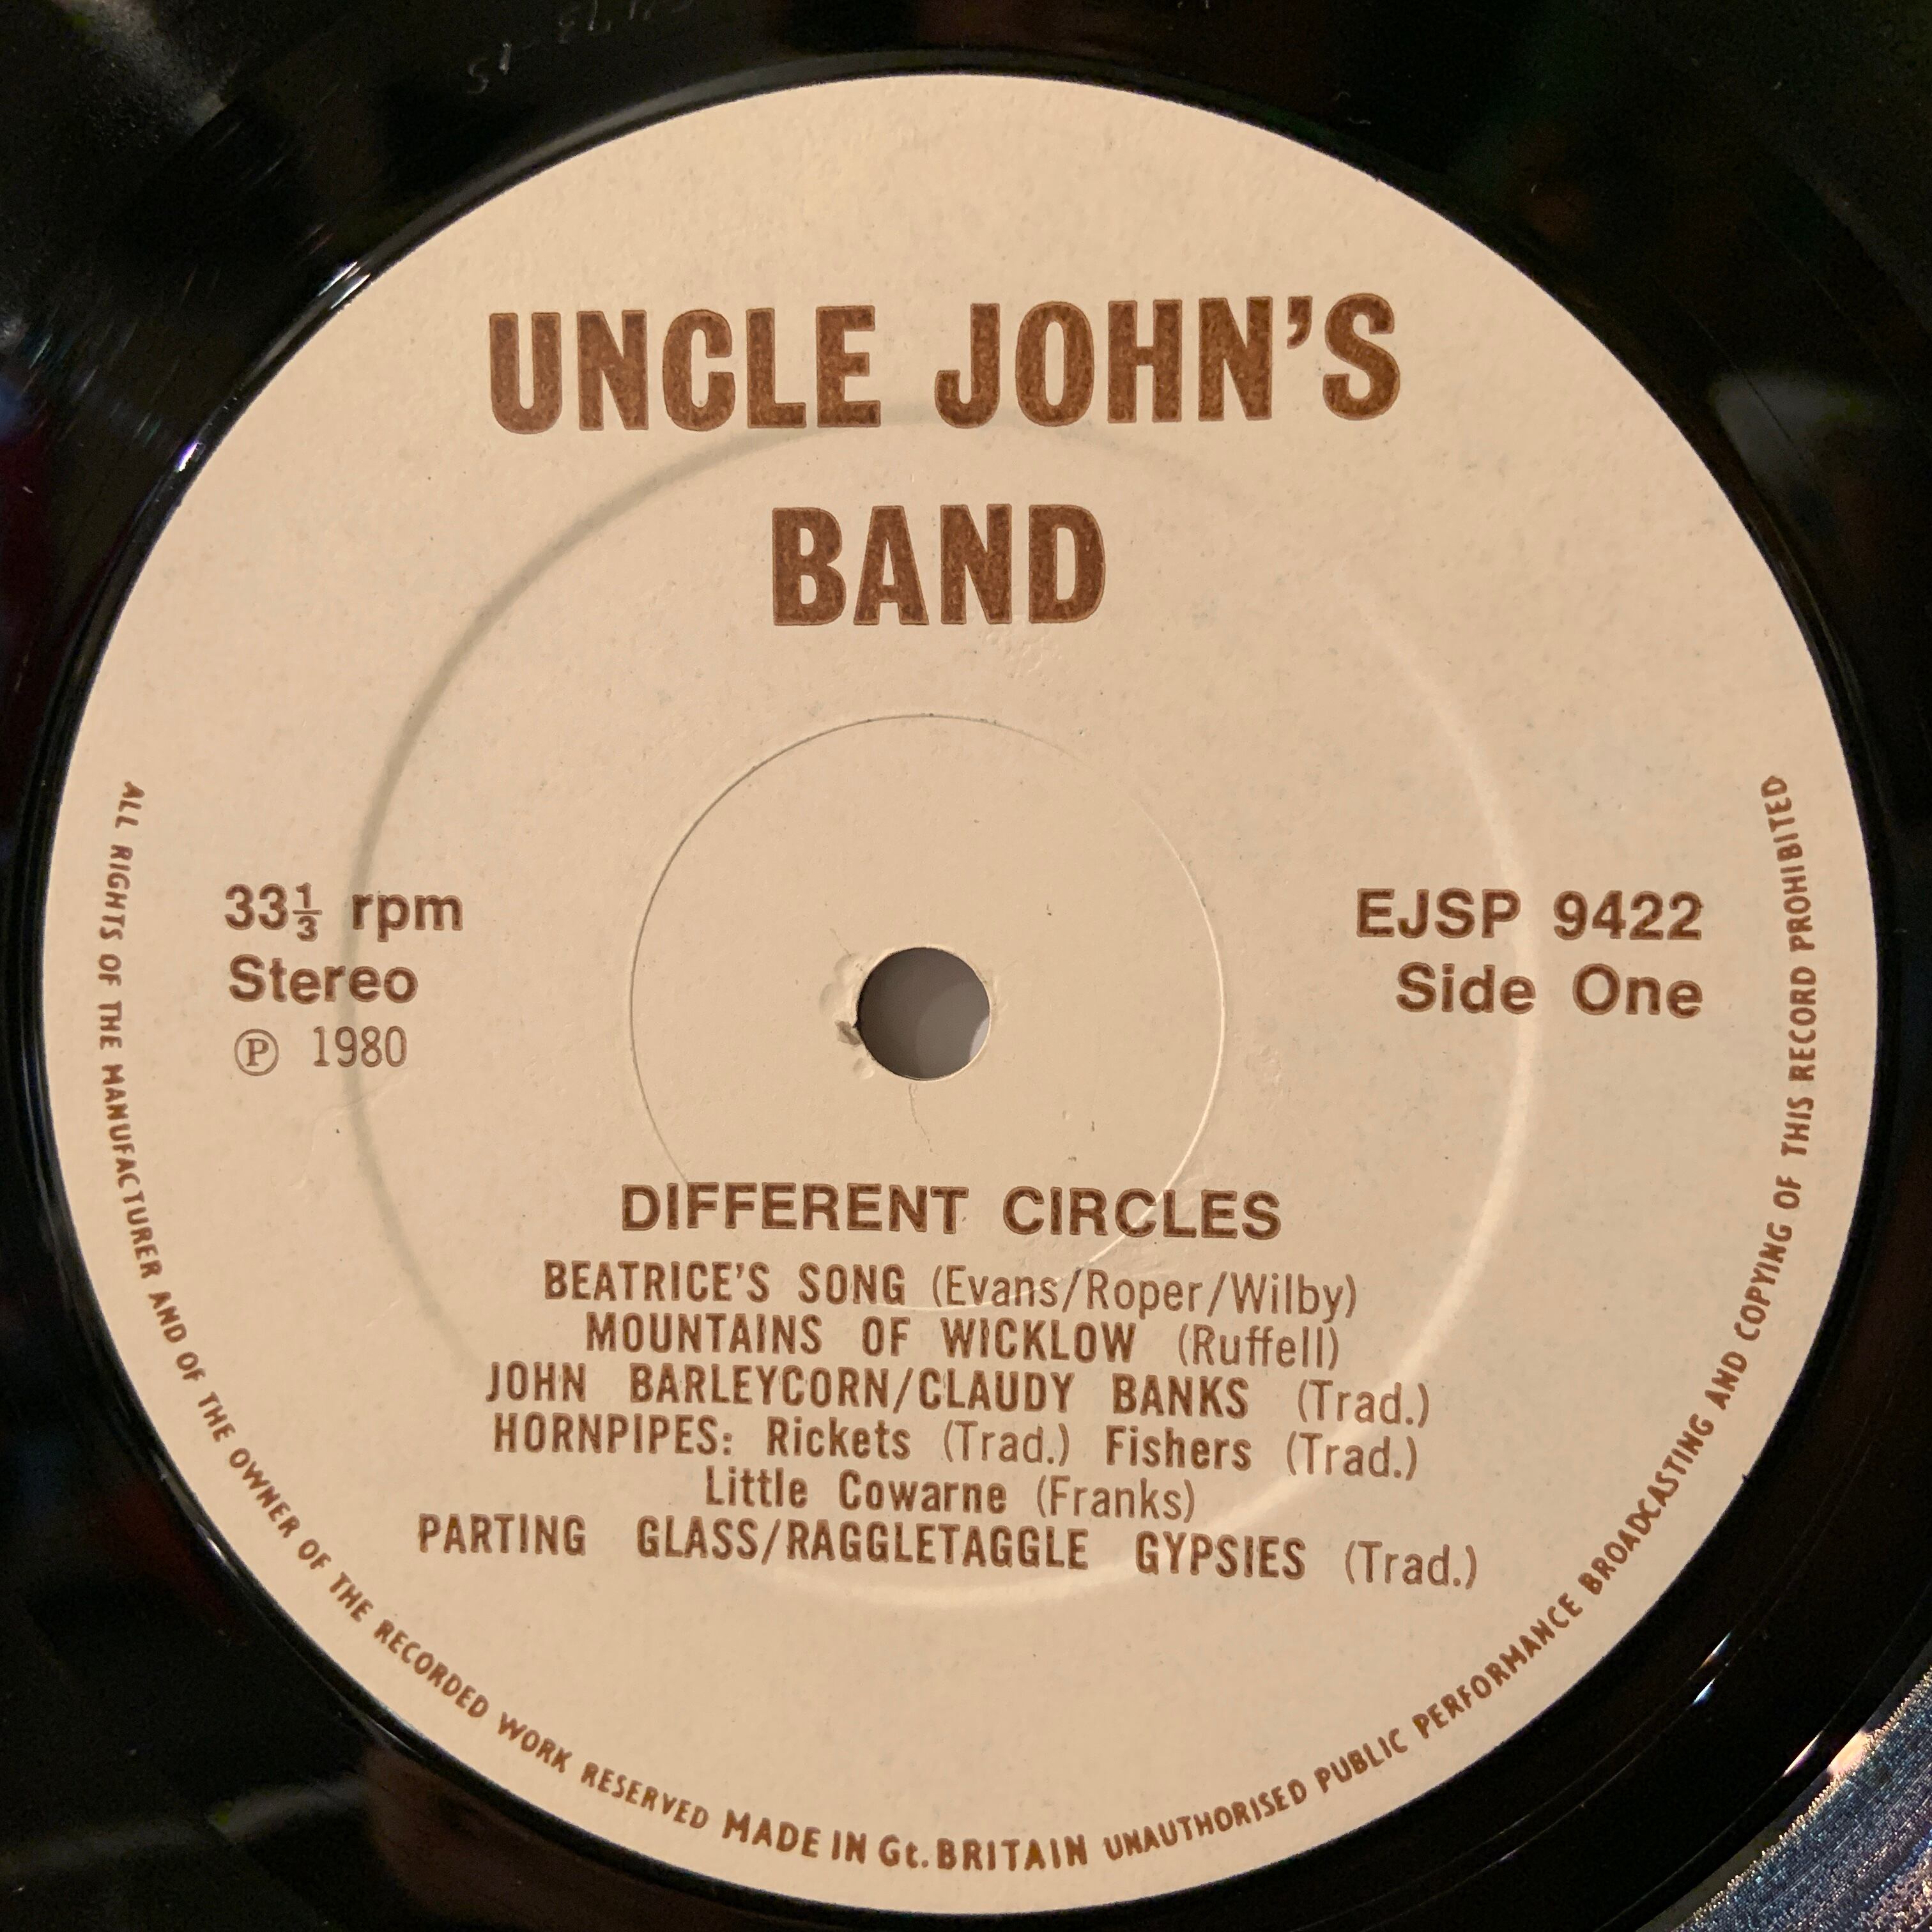 UNCLE JOHN'S
BAND
33⅓ rpm
Stereo
℗ 1980
EJSP 9422
Side One
DIFFERENT CIRCLES
BEATRICE'S SONG (Evans/Roper/Wilby)
MOUNTAINS OF WICKLOW (Ruffell)
JOHN BARLEYCORN/CLAUDY BANKS (Trad.)
HORNPIPES: Rickets (Trad.) Fishers (Trad.)
Little Cowarne (Franks)
PARTING GLASS/RAGGLETAGGLE GYPSIES (Trad.)
ALL RIGHTS OF THE MANUFACTURER AND OF THE OWNER OF THE RECORDED WORK RESERVED MADE IN Gt. BRITAIN UNAUTHORISED PUBLIC PERFORMANCE BROADCASTING AND COPYING OF THIS RECORD PROHIBITED